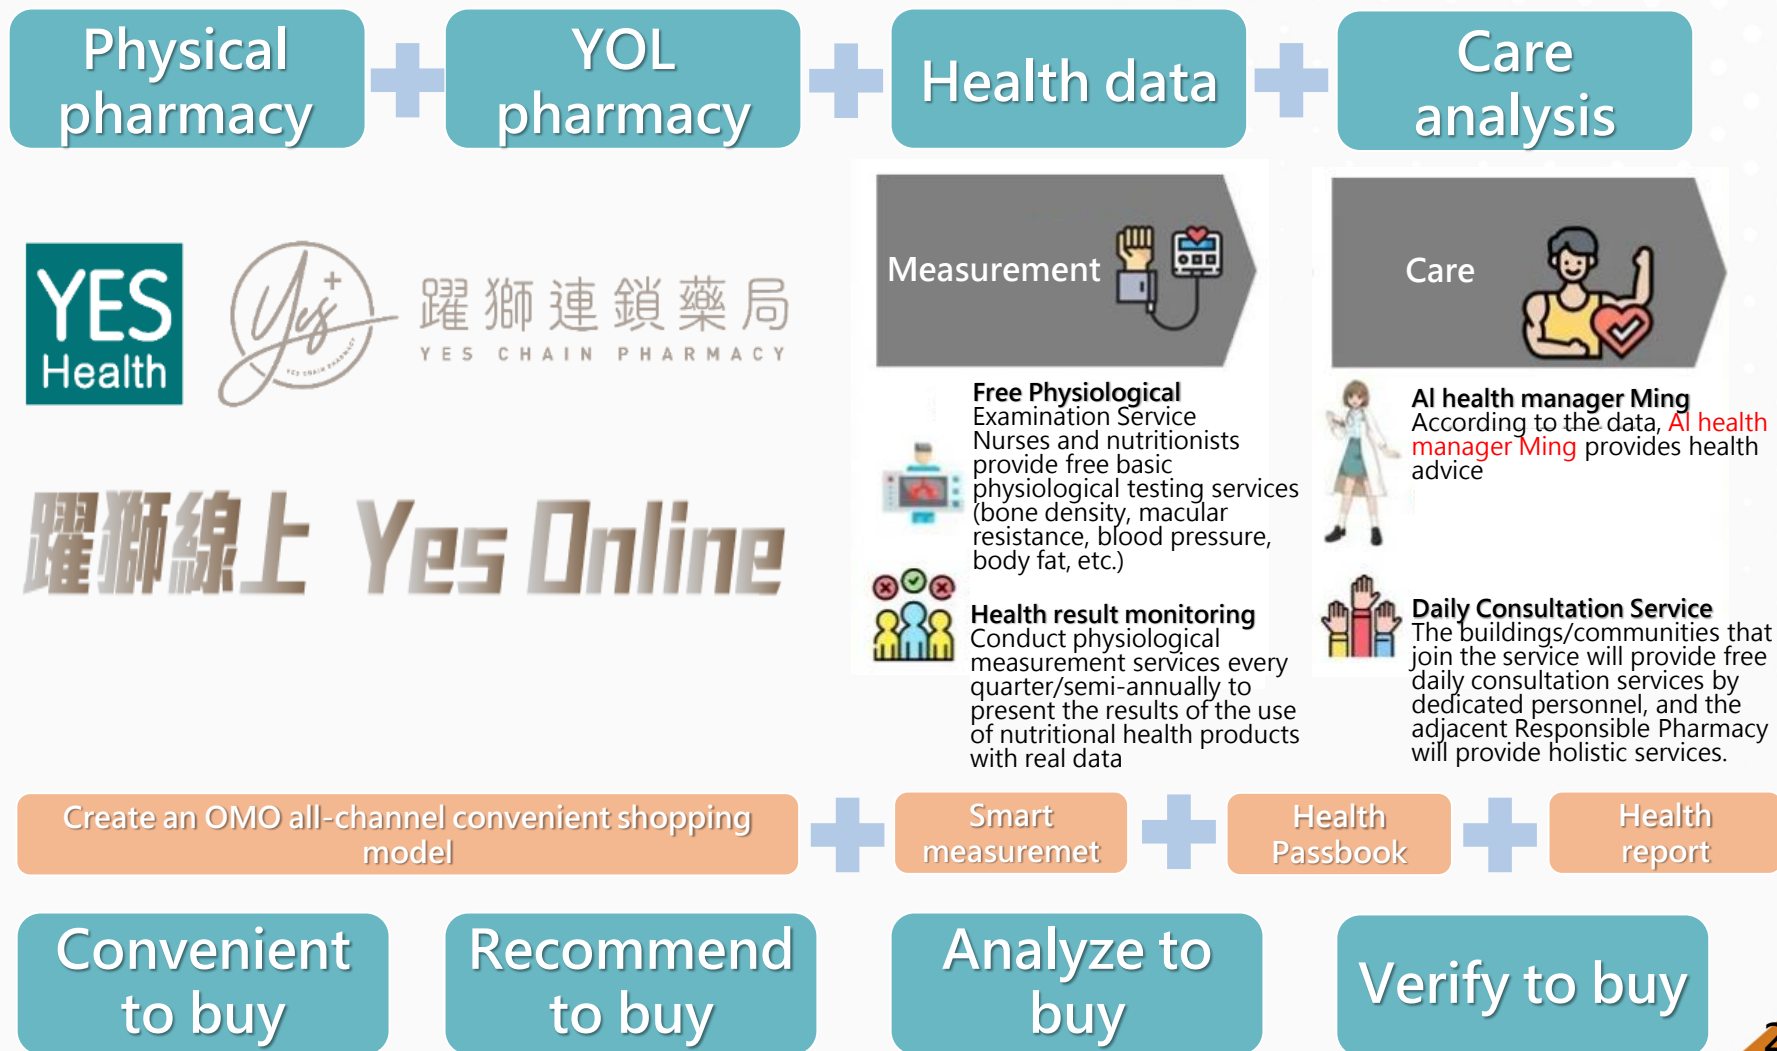 Physical
pharmacy
YOL
pharmacy
Health data
Care
analysis
YES
Health
Yes
YES CHAIN PHARMACY
躍獅連鎖藥局
YES CHAIN PHARMACY
躍獅線上 Yes Online
Measurement
Free Physiological
Examination Service
Nurses and nutritionists
provide free basic
physiological testing services
(bone density, macular
resistance, blood pressure,
body fat, etc.)
Health result monitoring
Conduct physiological
measurement services every
quarter/semi-annually to
present the results of the use
of nutritional health products
with real data
Care
AI health manager Ming
According to the data, AI health
manager Ming provides health
advice
Daily Consultation Service
The buildings/communities that
join the service will provide free
daily consultation services by
dedicated personnel, and the
adjacent Responsible Pharmacy
will provide holistic services.
Create an OMO all-channel convenient shopping
model
Smart
measuremet
Health
Passbook
Health
report
Convenient
to buy
Recommend
to buy
Analyze to
buy
Verify to buy